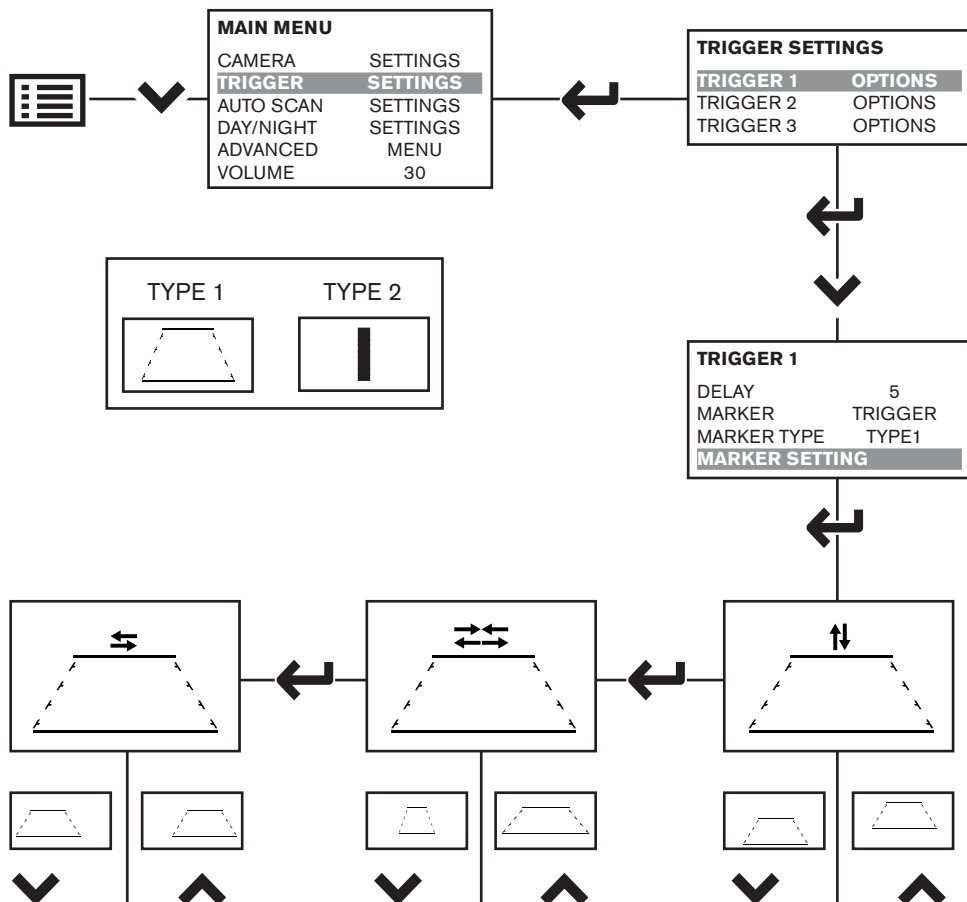 MAIN MENU
CAMERA SETTINGS
TRIGGER SETTINGS
AUTO SCAN SETTINGS
DAY/NIGHT SETTINGS
ADVANCED MENU
VOLUME 30
TRIGGER SETTINGS
TRIGGER 1 OPTIONS
TRIGGER 2 OPTIONS
TRIGGER 3 OPTIONS
TYPE 1 TYPE 2
TRIGGER 1
DELAY 5
MARKER TRIGGER
MARKER TYPE TYPE1
MARKER SETTING